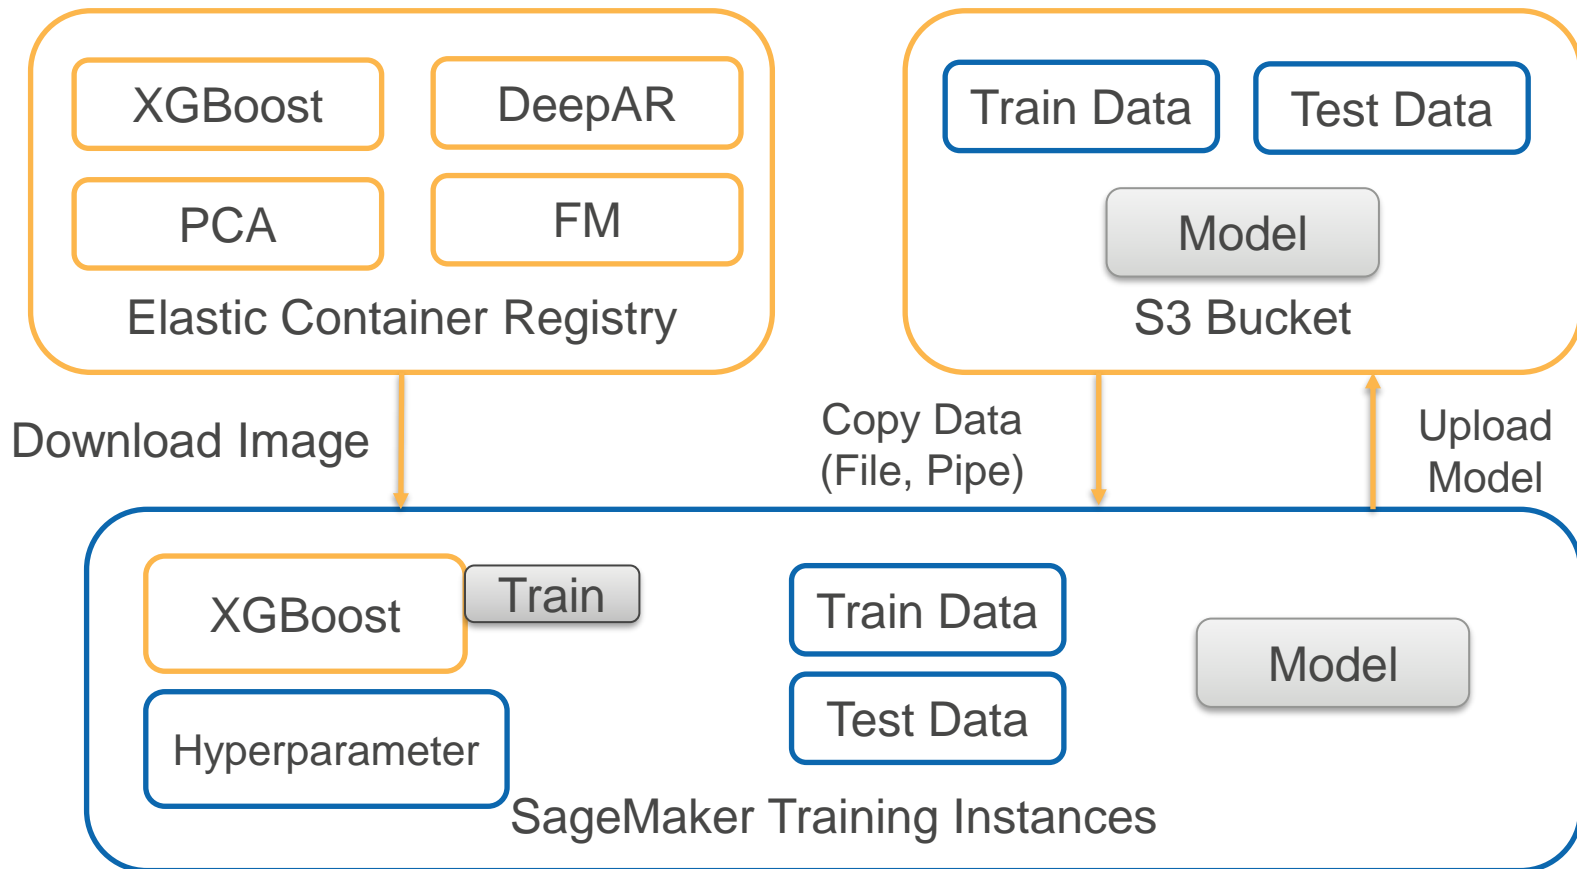 XGBoost
DeepAR
PCA
FM
Elastic Container Registry
Train Data
Test Data
Model
S3 Bucket
Download Image
Copy Data
(File, Pipe)
Upload
Model
XGBoost
Train
Hyperparameter
Train Data
Test Data
Model
SageMaker Training Instances